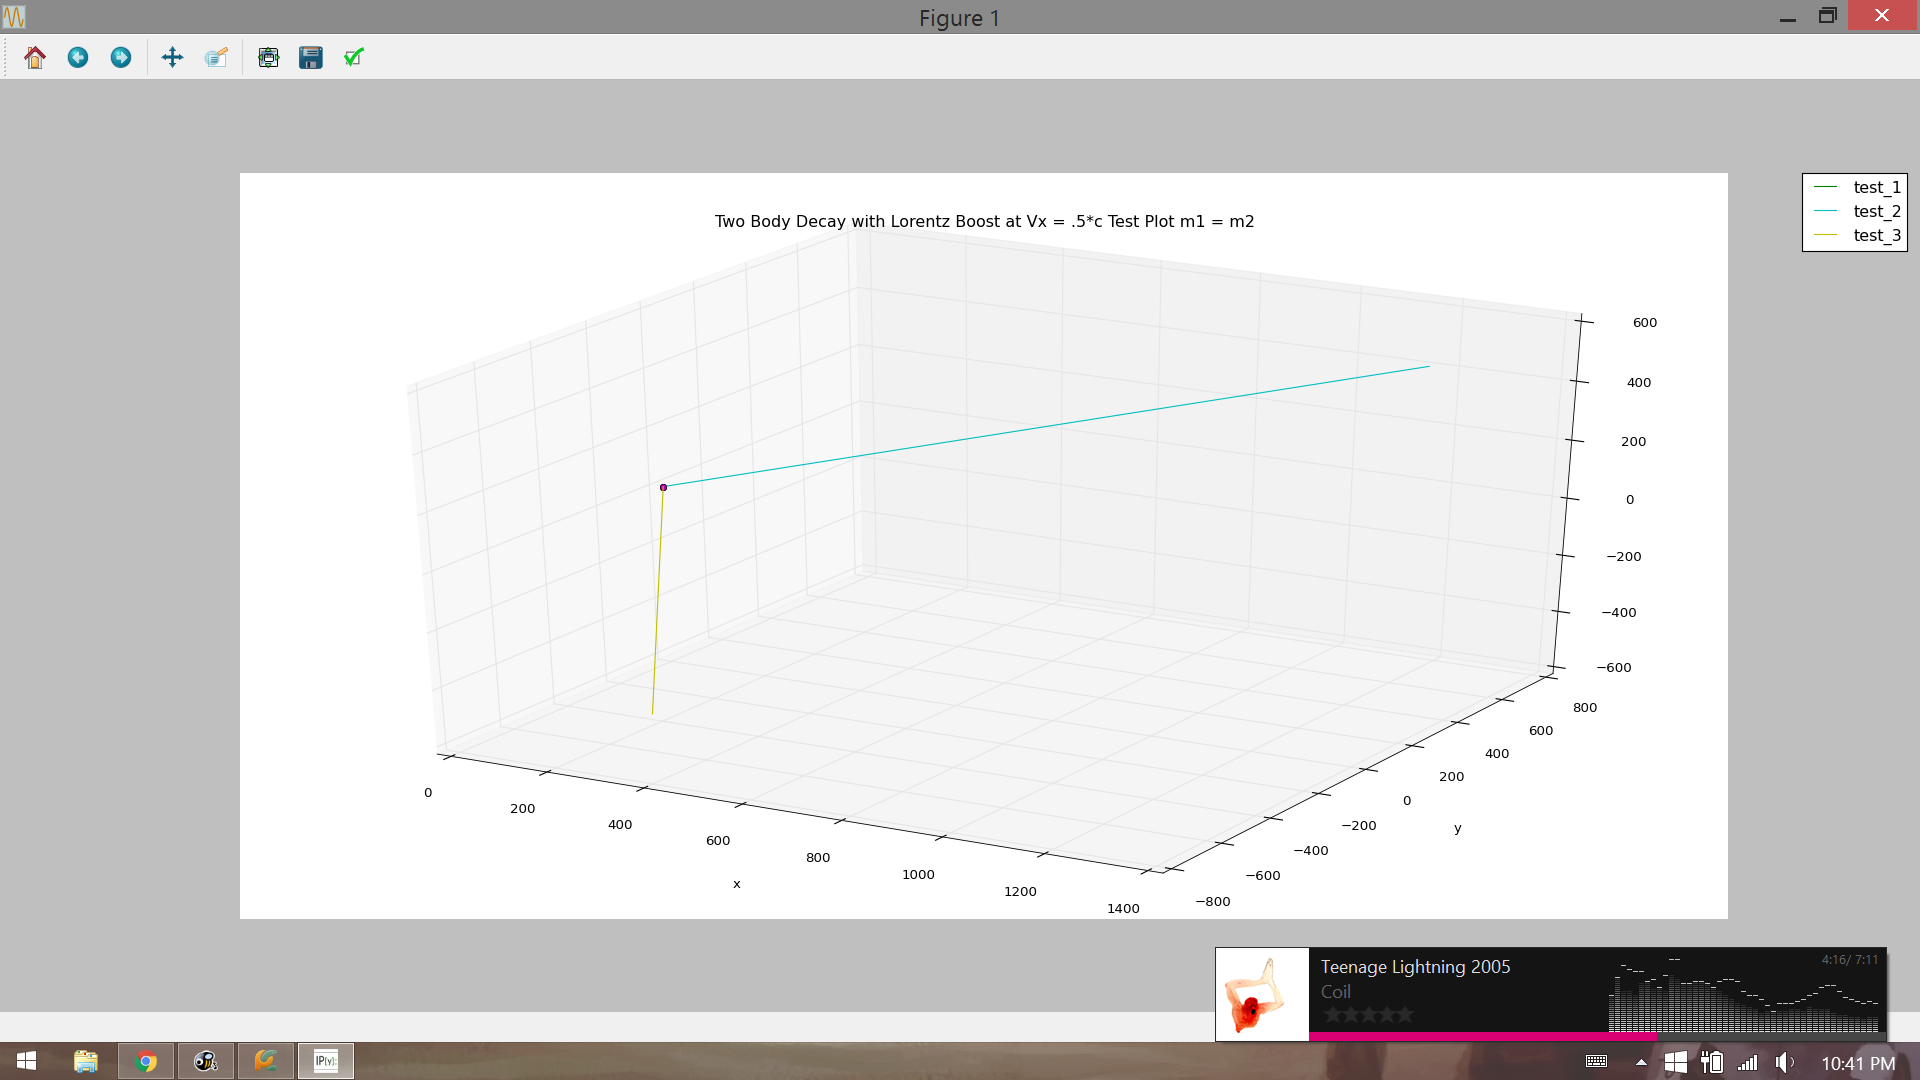 Figure 1
test_1
test_2
test_3
Two Body Decay with Lorentz Boost at Vx = .5*c Test Plot m1 = m2
600
400
200
0
−200
−400
−600
800
600
400
200
0
−200
−400
−600
−800
y
0
200
400
600
800
1000
1200
1400
x
Teenage Lightning 2005
4:16/ 7:11
Coil
IP[y]:
10:41 PM